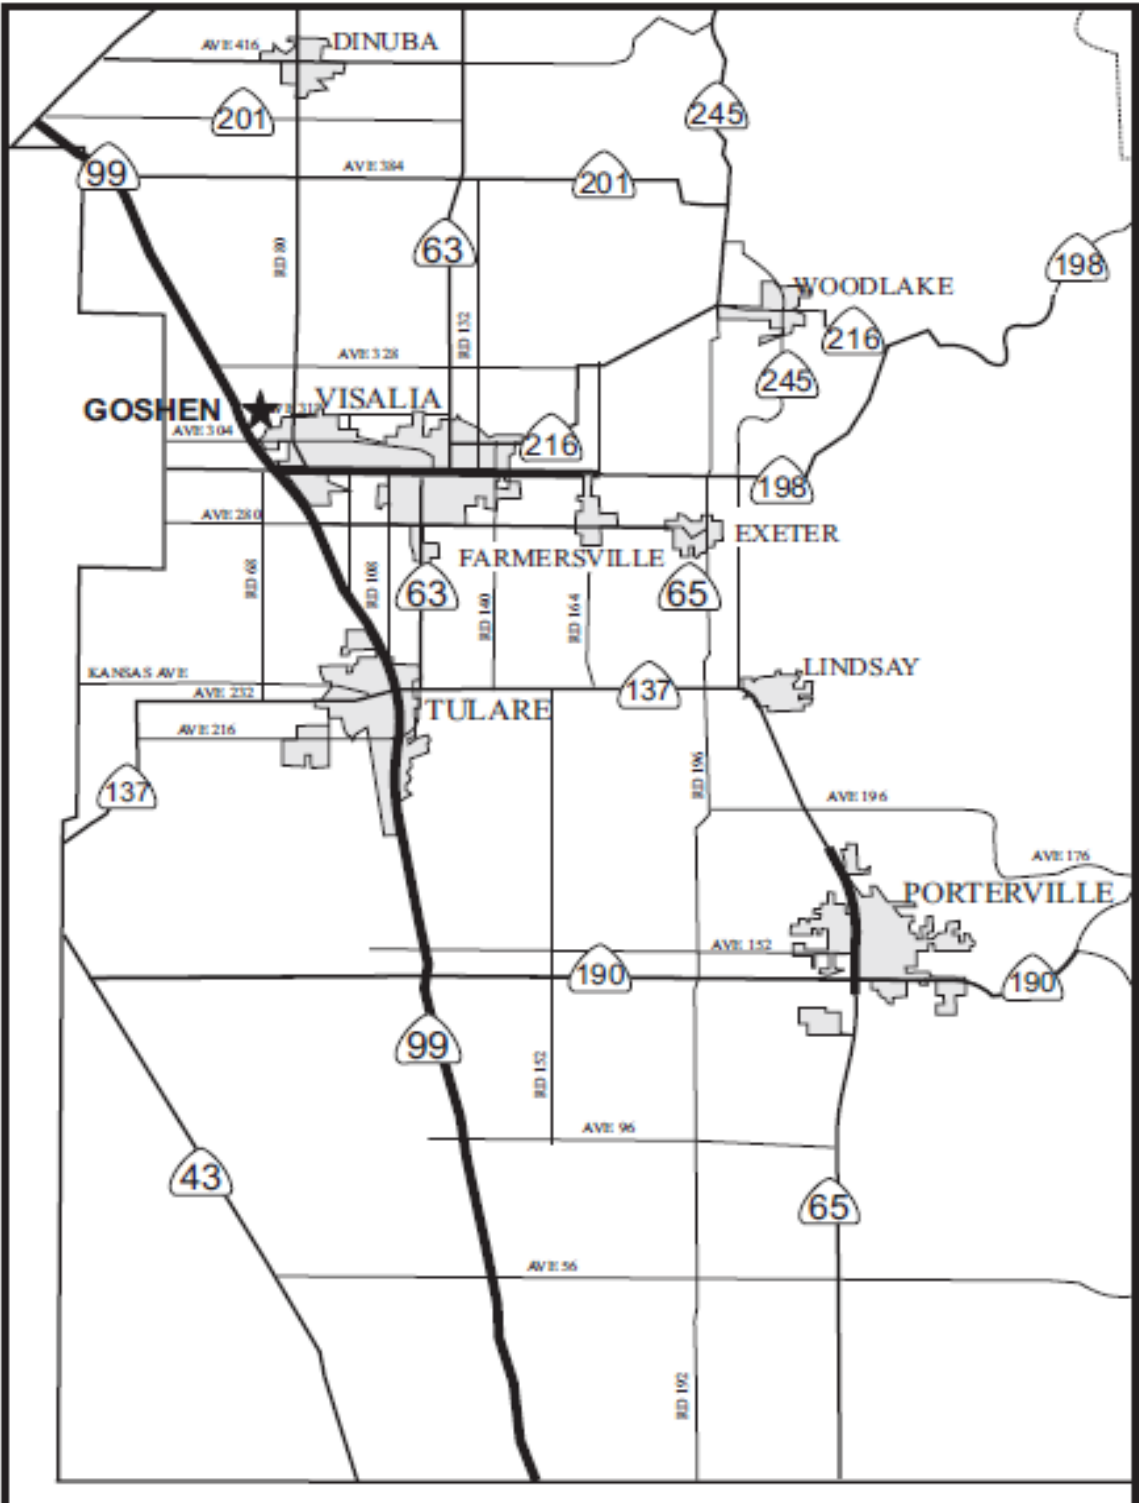 AVE 416
DINUBA
201
245
99
AVE 384
201
63
RD 80
198
WOODLAKE
RD 132
216
AVE 328
245
GOSHEN
VISALIA
AVE 304
216
198
AVE 280
EXETER
FARMERSVILLE
RD 68
RD 108
63
RD 140
RD 164
65
KANSAS AVE
LINDSAY
AVE 232
137
TULARE
AVE 216
137
RD 196
AVE 196
AVE 176
PORTERVILLE
AVE 152
190
190
99
RD 152
AVE 96
43
65
AVE 56
RD 192